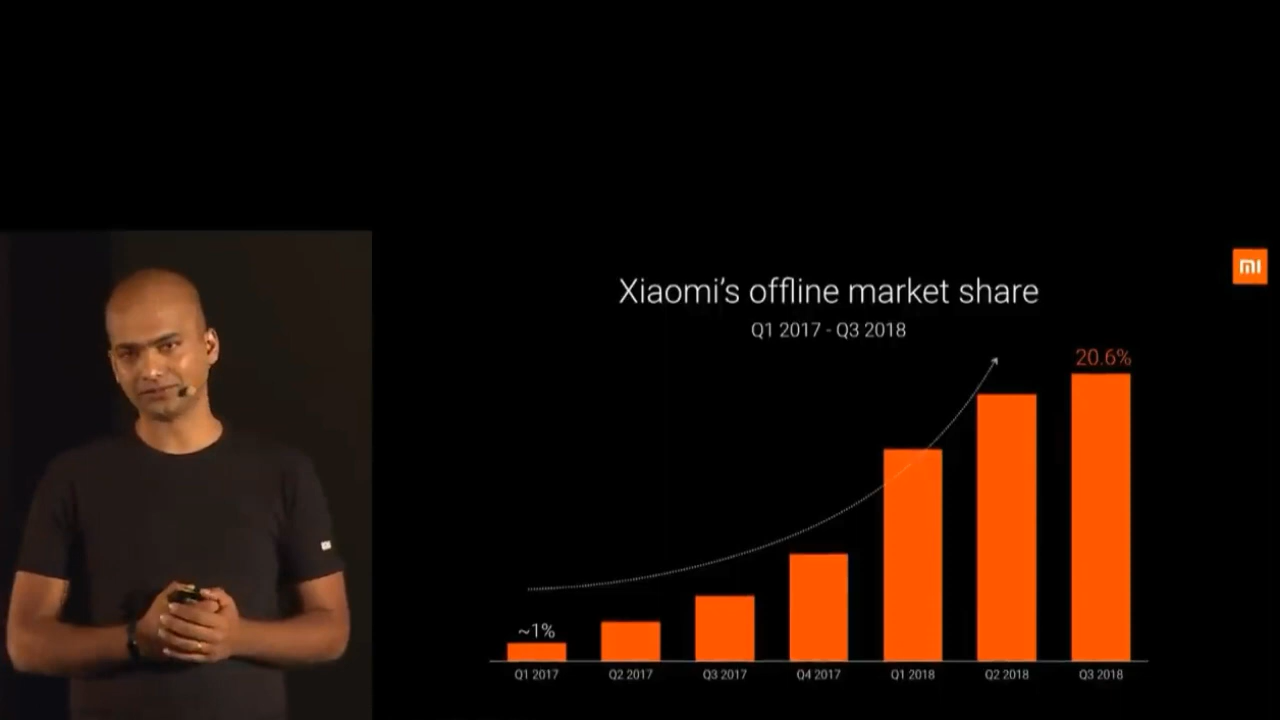 mi
Xiaomi's offline market share
Q1 2017 - Q3 2018
20.6%
~1%
Q1 2017 Q2 2017 Q3 2017 Q4 2017 Q1 2018 Q2 2018 Q3 2018